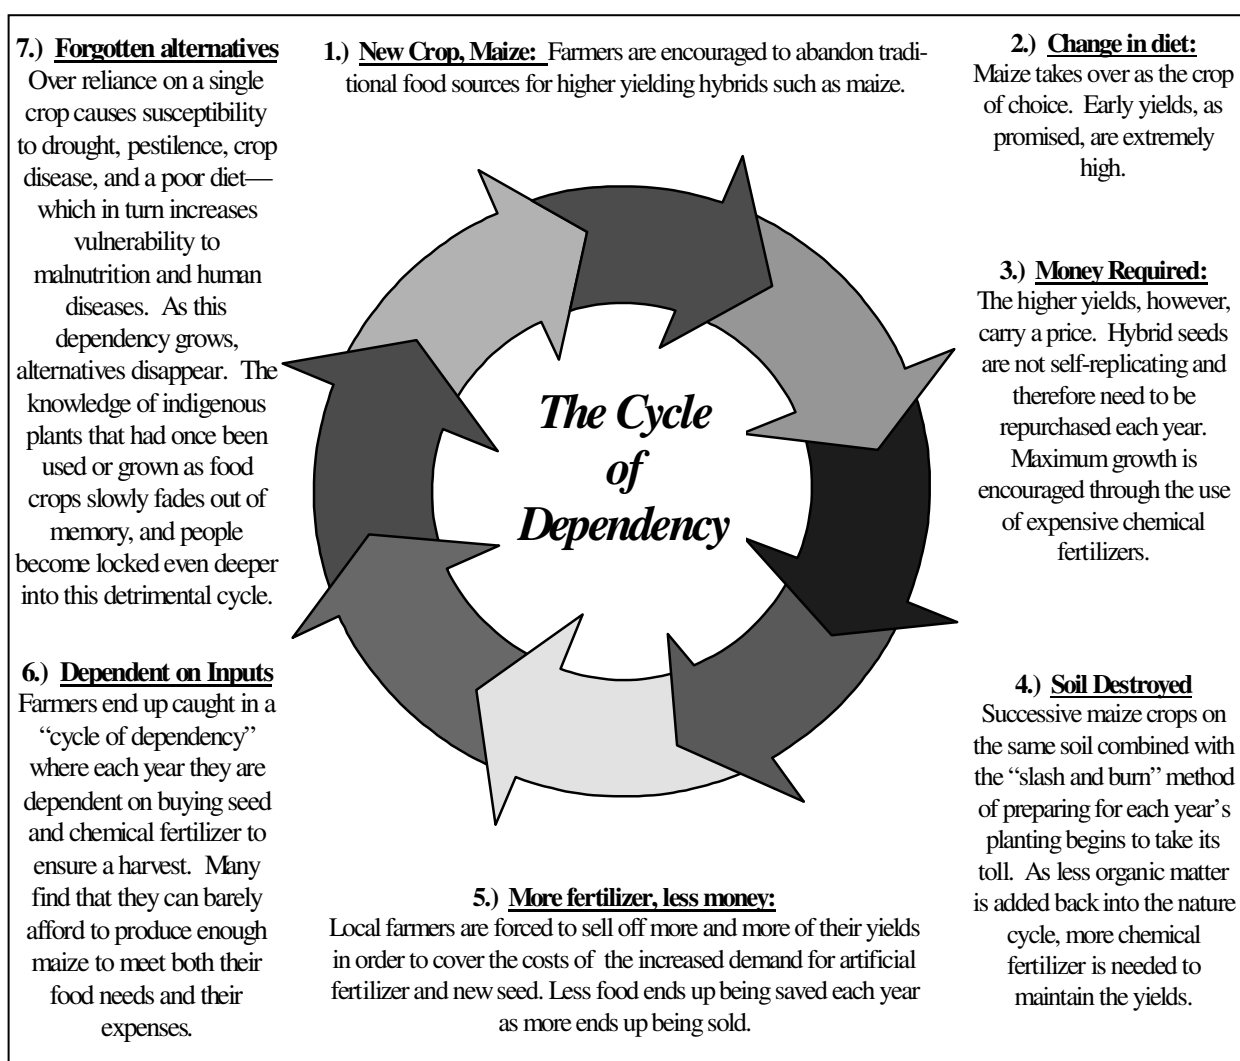 1.) New Crop, Maize: Farmers are encouraged to abandon tradi-
tional food sources for higher yielding hybrids such as maize.
2.) Change in diet:
Maize takes over as the crop
of choice. Early yields, as
promised, are extremely
high.
3.) Money Required:
The higher yields, however,
carry a price. Hybrid seeds
are not self-replicating and
therefore need to be
repurchased each year.
Maximum growth is
encouraged through the use
of expensive chemical
fertilizers.
4.) Soil Destroyed
Successive maize crops on
the same soil combined with
the “slash and burn” method
of preparing for each year’s
planting begins to take its
toll. As less organic matter
is added back into the nature
cycle, more chemical
fertilizer is needed to
maintain the yields.
5.) More fertilizer, less money:
Local farmers are forced to sell off more and more of their yields
in order to cover the costs of the increased demand for artificial
fertilizer and new seed. Less food ends up being saved each year
as more ends up being sold.
6.) Dependent on Inputs
Farmers end up caught in a
“cycle of dependency”
where each year they are
dependent on buying seed
and chemical fertilizer to
ensure a harvest. Many
find that they can barely
afford to produce enough
maize to meet both their
food needs and their
expenses.
7.) Forgotten alternatives
Over reliance on a single
crop causes susceptibility
to drought, pestilence, crop
disease, and a poor diet—
which in turn increases
vulnerability to
malnutrition and human
diseases. As this
dependency grows,
alternatives disappear. The
knowledge of indigenous
plants that had once been
used or grown as food
crops slowly fades out of
memory, and people
become locked even deeper
into this detrimental cycle.
The Cycle
of
Dependency